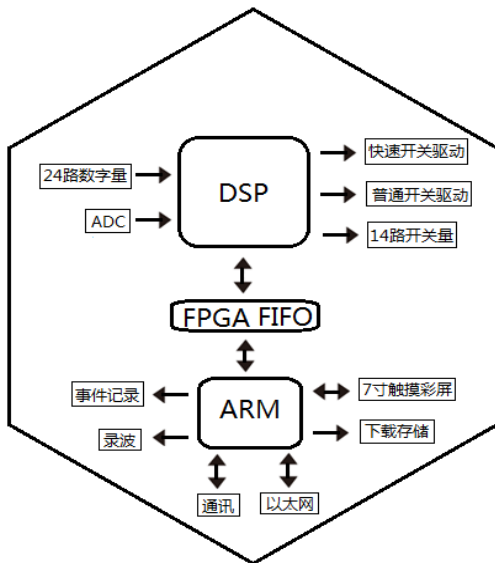 快速开关驱动
24路数字量
DSP
普通开关驱动
ADC
14路开关量
FPGA FIFO
事件记录
ARM
7寸触摸彩屏
录波
下载存储
通讯
以太网